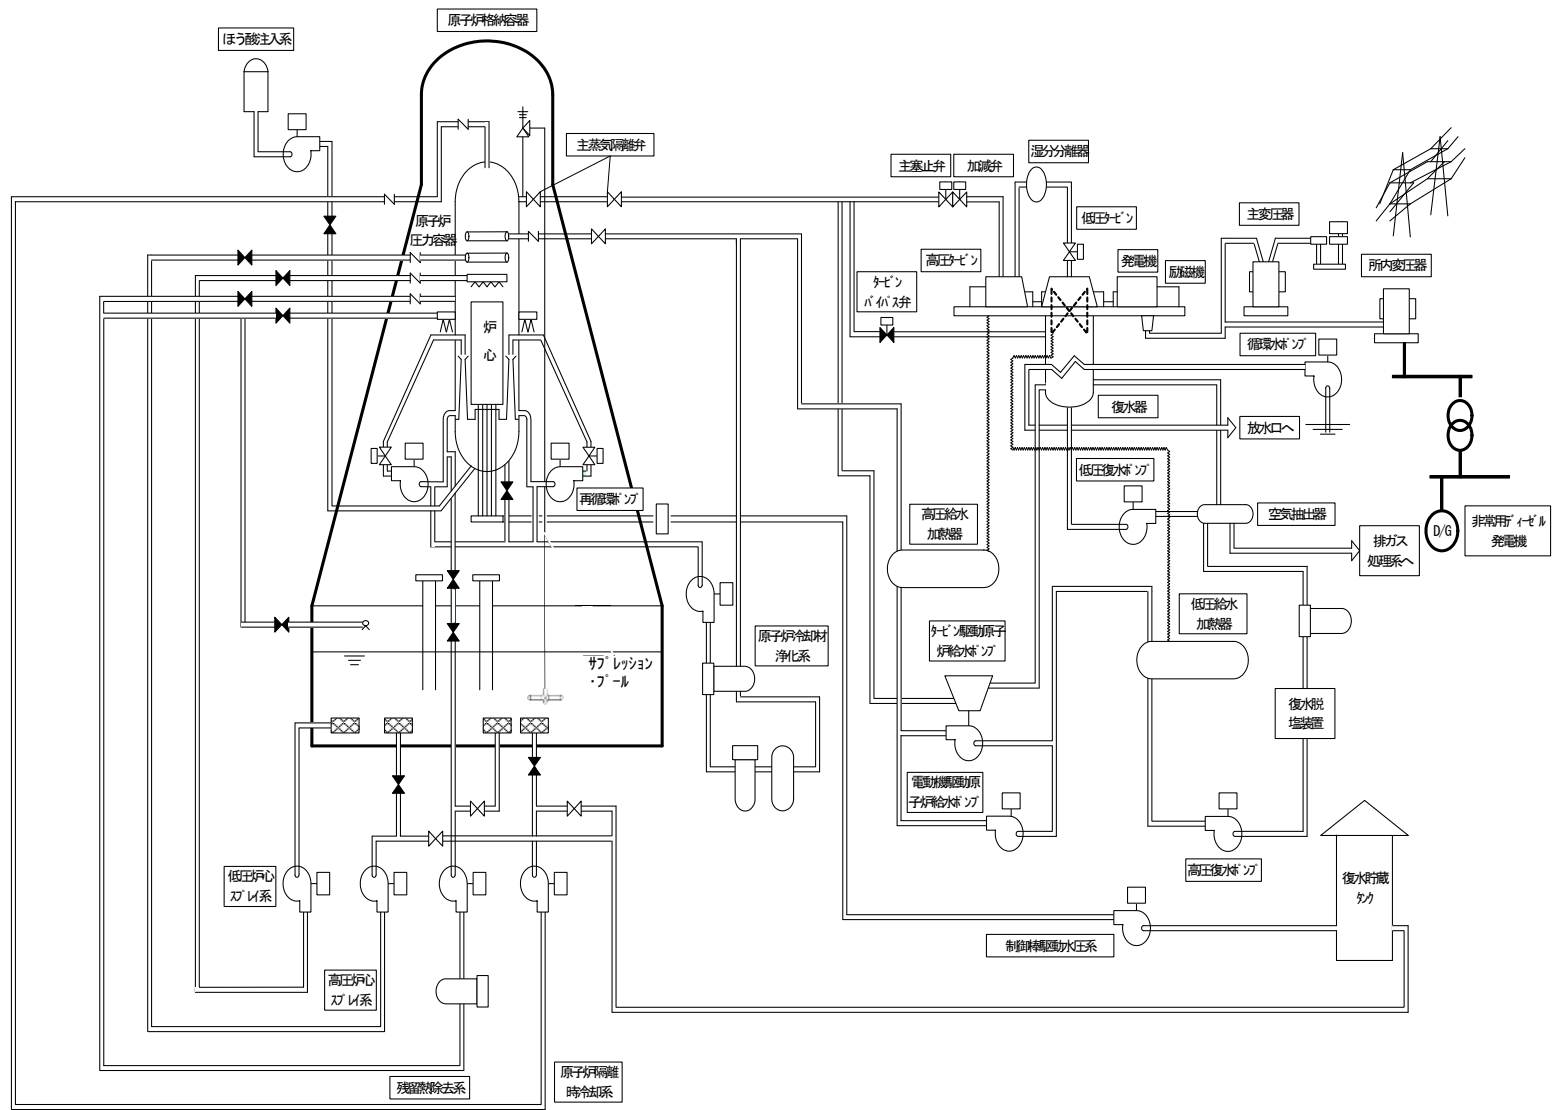 原子炉格納容器
ほう酸注入系
主蒸気隔離弁
主塞止弁
加減弁
湿分分離器
低圧タービン
主変圧器
所内変圧器
原子炉
圧力容器
高圧タービン
発電機
励磁機
タービン
バイパス弁
炉
心
循環水ポンプ
復水器
放水口へ
再循環ポンプ
低圧復水ポンプ
高圧給水
加熱器
空気抽出器
D/G
非常用ディーゼル
発電機
排ガス
処理系へ
低圧給水
加熱器
原子炉冷却材
浄化系
タービン駆動原子
炉給水ポンプ
サプレッション
・プール
復水脱
塩装置
電動機駆動原
子炉給水ポンプ
高圧復水ポンプ
低圧炉心
スプレイ系
復水貯蔵
タンク
制御棒駆動水圧系
高圧炉心
スプレイ系
残留熱除去系
原子炉隔離
時冷却系